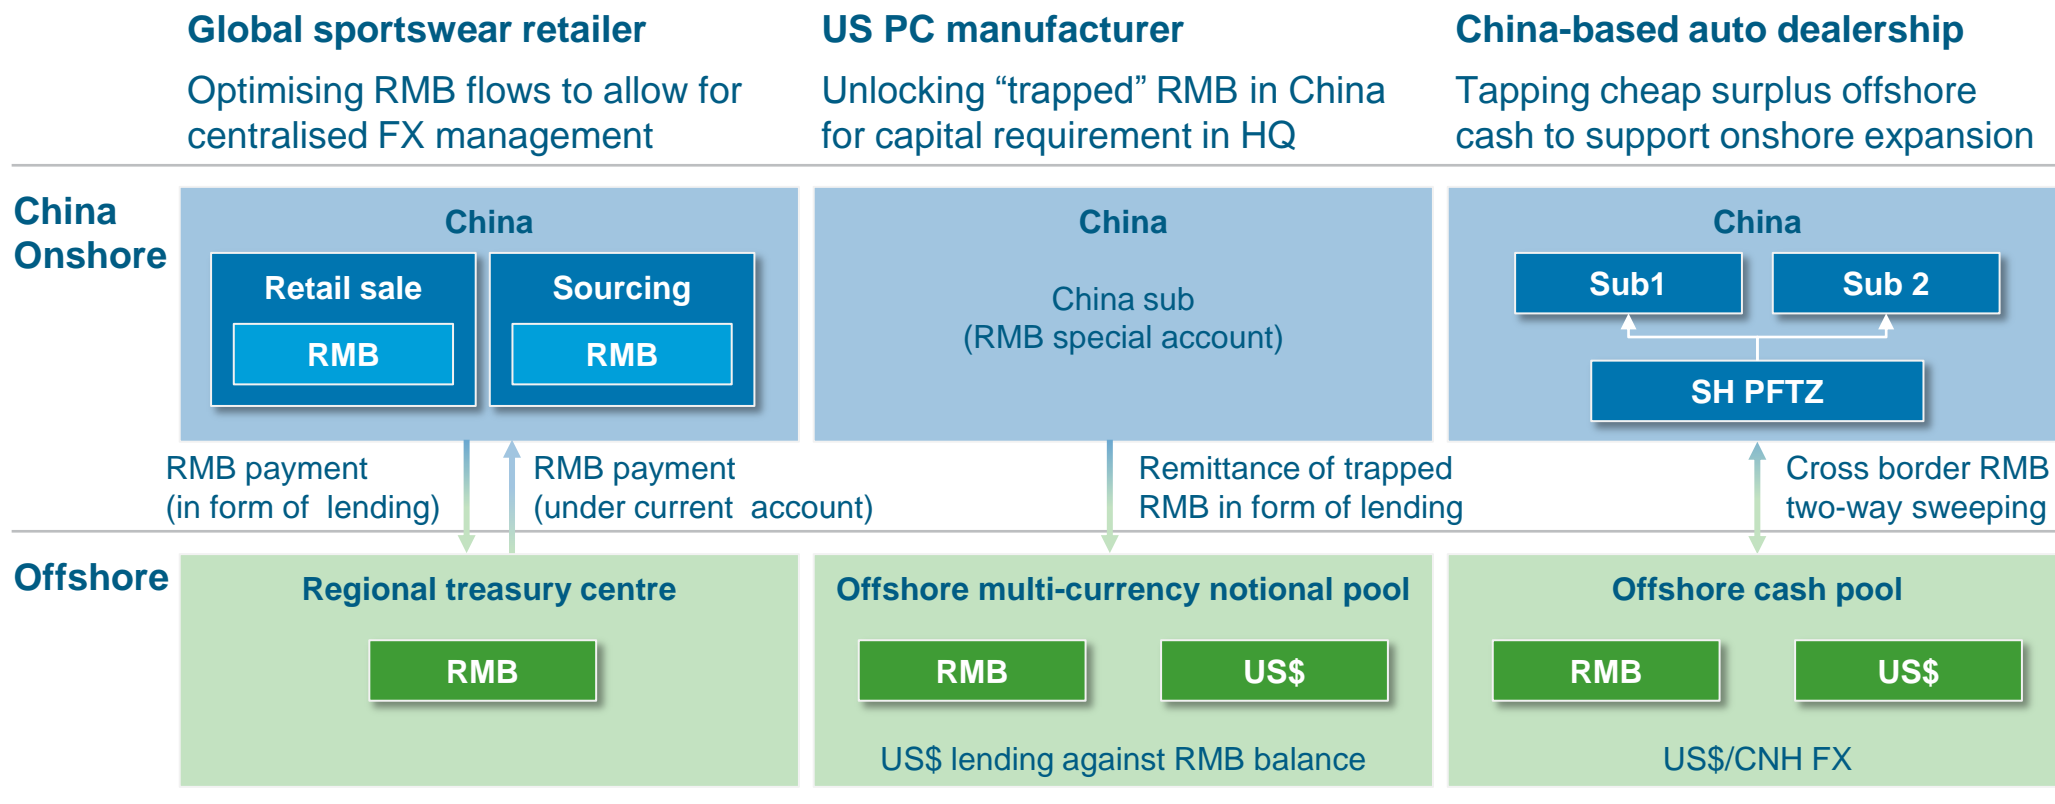 Global sportswear retailer
Optimising RMB flows to allow for
centralised FX management
US PC manufacturer
Unlocking “trapped” RMB in China
for capital requirement in HQ
China-based auto dealership
Tapping cheap surplus offshore
cash to support onshore expansion
China
Onshore
China
Retail sale
RMB
Sourcing
RMB
China
China sub
(RMB special account)
China
Sub1
Sub 2
SH PFTZ
RMB payment
(in form of lending)
RMB payment
(under current account)
Remittance of trapped
RMB in form of lending
Cross border RMB
two-way sweeping
Offshore
Regional treasury centre
RMB
Offshore multi-currency notional pool
RMB
US$
US$ lending against RMB balance
Offshore cash pool
RMB
US$
US$/CNH FX